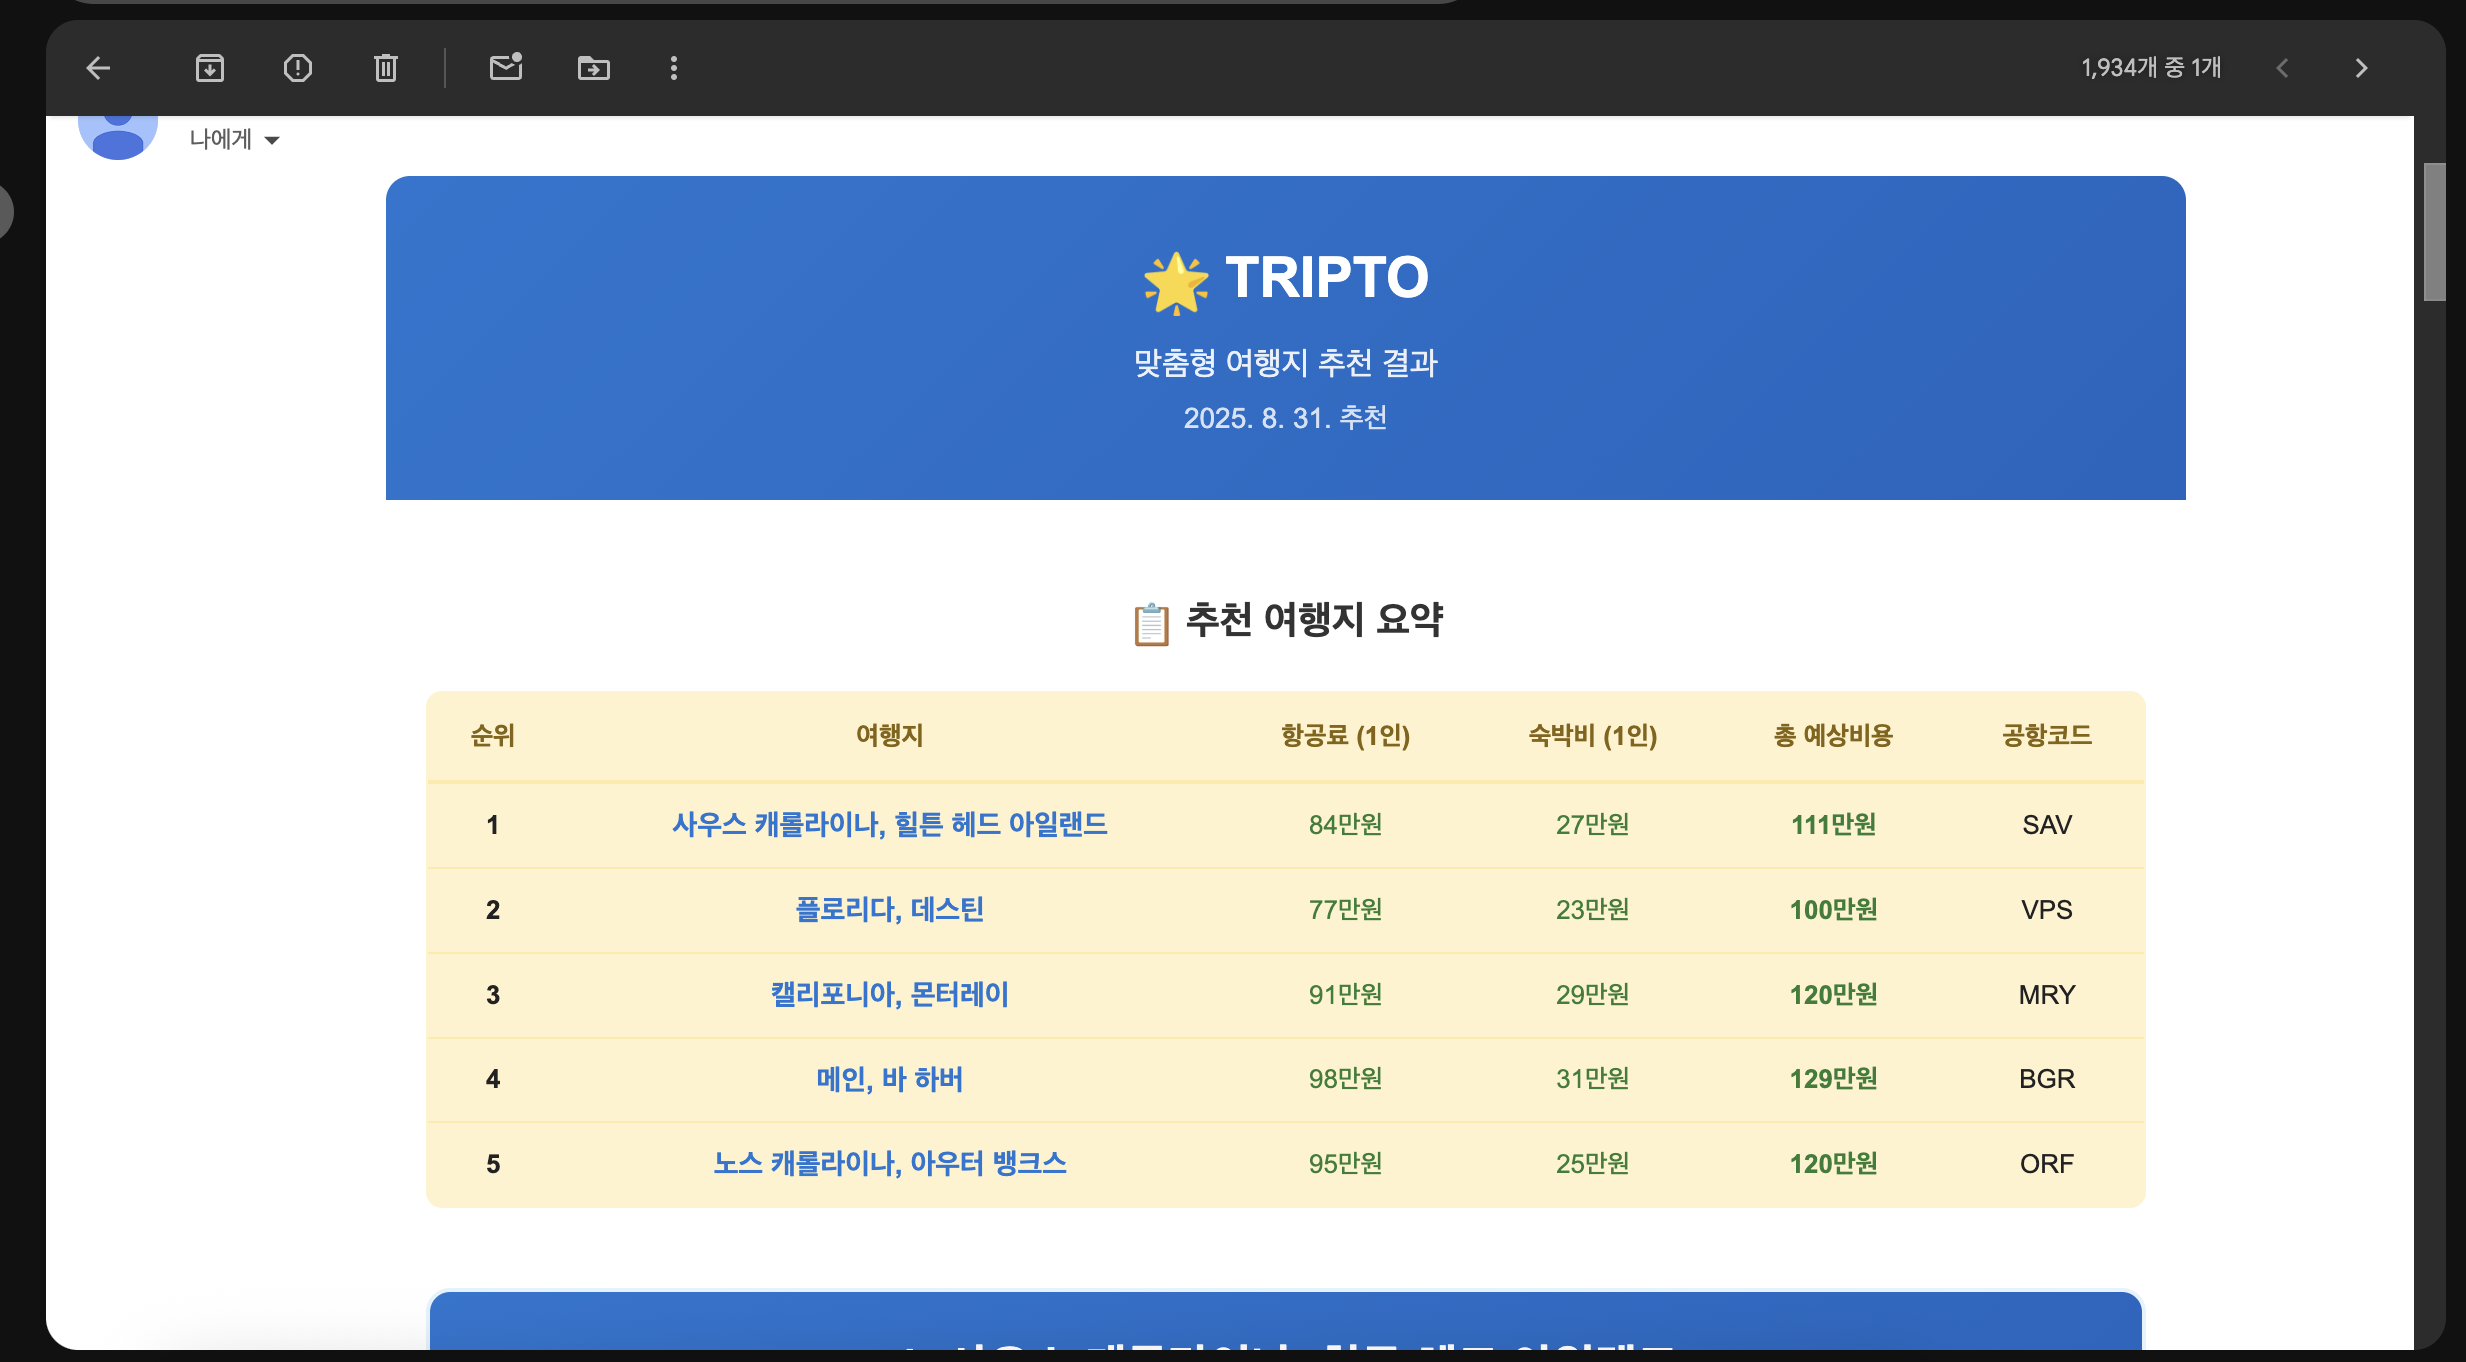 1,934개 중 1개
나에게
TRIPTO
맞춤형 여행지 추천 결과
2025. 8. 31. 추천
추천 여행지 요약
순위 여행지 항공료 (1인) 숙박비 (1인) 총 예상비용 공항코드
1 사우스 캐롤라이나, 힐튼 헤드 아일랜드 84만원 27만원 111만원 SAV
2 플로리다, 데스틴 77만원 23만원 100만원 VPS
3 캘리포니아, 몬터레이 91만원 29만원 120만원 MRY
4 메인, 바 하버 98만원 31만원 129만원 BGR
5 노스 캐롤라이나, 아우터 뱅크스 95만원 25만원 120만원 ORF